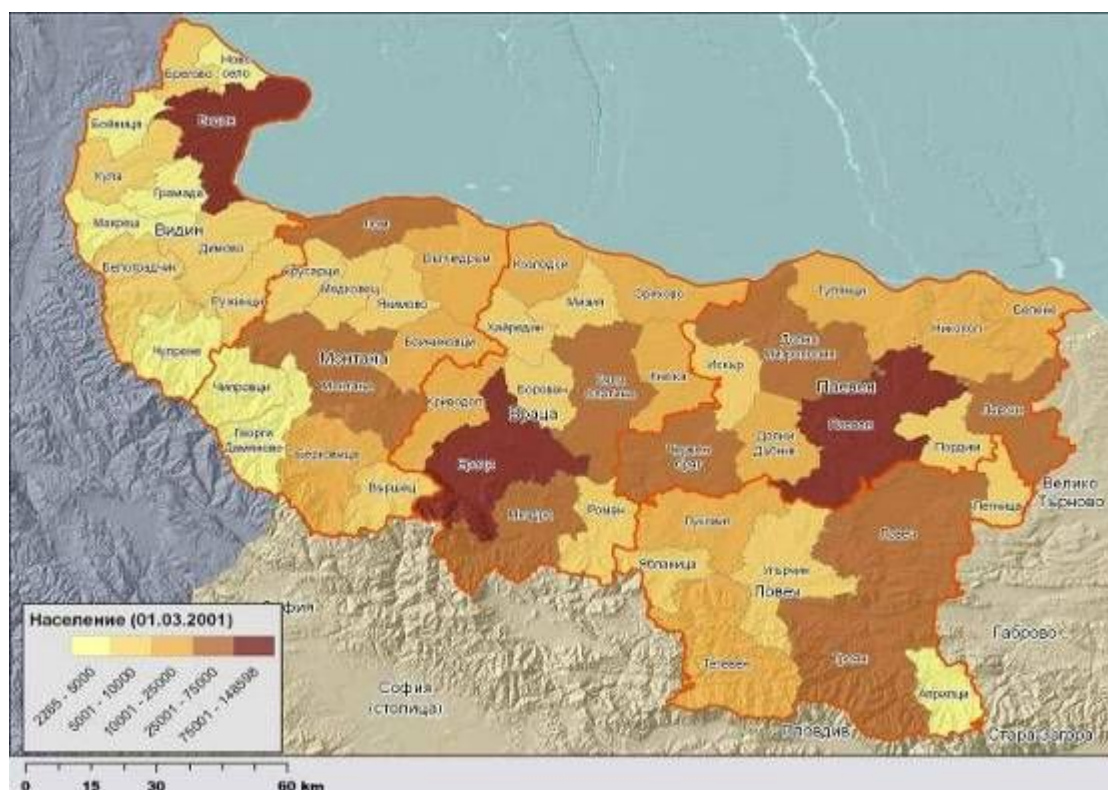 Ново
село
Брегово
Видин
Бойница
Кула
Грамада
Макреш
Видин
Димово
Белоградчик
Ружинци
Чупрене
Лом
Вълчедръм
Брусарци
Медковец
Якимово
Бойчиновци
Монтана
Монтана
Чипровци
Георги
Дамяново
Берковица
Вършец
Козлодуй
Мизия
Оряхово
Хайредин
Бяла
Слатина
Кнежа
Борован
Криводол
Враца
Враца
Мездра
Роман
Гулянци
Никопол
Белене
Долна
Митрополия
Искър
Плевен
Плевен
Левски
Пордим
Долни
Дъбник
Червен
бряг
Пелтица
Велико
Търново
Луковит
Ябланица
Угърчин
Ловеч
Ловеч
Тетевен
Троян
Априлци
Габрово
София
София
(столица)
Пловдив
Стара Загора
Население (01.03.2001)
2265 - 5000
5001 - 10000
10001 - 25000
25001 - 75000
75001 - 148598
0 15 30 60 km